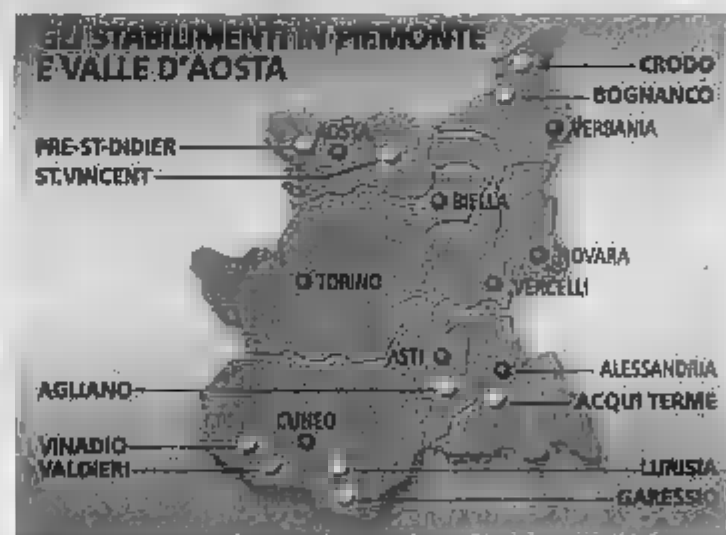 GLI STABILIMENTI IN PIEMONTE
E VALLE D'AOSTA
CRODO
BOGNANCO
VERBANIA
AOSTA
PRE-ST-DIDIER
ST.VINCENT
BIELLA
NOVARA
TORINO
VERCELLI
ASTI
ALESSANDRIA
AGLIANO
ACQUI TERME
CUNEO
VINADIO
VALDIERI
LURISIA
GARESSIO